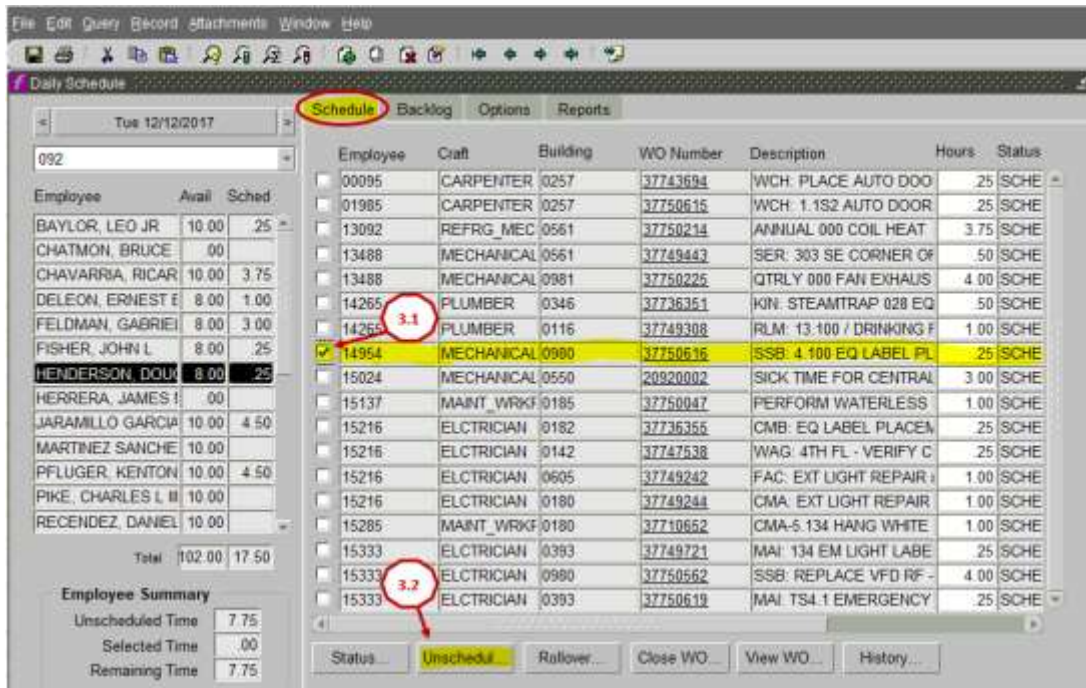 File Edit Query Record Attachments Window Help
Daily Schedule
< Tue 12/12/2017 >
092
Employee Avail Sched
BAYLOR, LEO JR 10.00 .25
CHATMON, BRUCE .00
CHAVARRIA, RICAR 10.00 3.75
DELEON, ERNEST E 8.00 1.00
FELDMAN, GABRIEL 8.00 3.00
FISHER, JOHN L 8.00 .25
HENDERSON, DOUG 8.00 .25
HERRERA, JAMES .00
JARAMILLO GARCIA 10.00 4.50
MARTINEZ SANCHE 10.00
PFLUGER, KENTON 10.00 4.50
PIKE, CHARLES L III 10.00
RECENDEZ, DANIEL 10.00
Total 102.00 17.50
Employee Summary
Unscheduled Time 7.75
Selected Time .00
Remaining Time 7.75
Schedule Backlog Options Reports
Employee Craft Building WO Number Description Hours Status
00095 CARPENTER 0257 37743694 WCH: PLACE AUTO DOO .25 SCHE
01985 CARPENTER 0257 37750615 WCH: 1.1S2 AUTO DOOR .25 SCHE
13092 REFRG_MEC 0561 37750214 ANNUAL 000 COIL HEAT 3.75 SCHE
13488 MECHANICAL 0561 37749443 SER: 303 SE CORNER OF .50 SCHE
13488 MECHANICAL 0981 37750225 QTRLY 000 FAN EXHAUS 4.00 SCHE
14265 PLUMBER 0346 37736351 KIN: STEAMTRAP 028 EQ .50 SCHE
14265 PLUMBER 0116 37749308 RLM: 13.100 / DRINKING F 1.00 SCHE
14954 MECHANICAL 0980 37750616 SSB: 4.100 EQ LABEL PL .25 SCHE
15024 MECHANICAL 0550 20920002 SICK TIME FOR CENTRAL 3.00 SCHE
15137 MAINT_WRKF 0185 37750047 PERFORM WATERLESS 1.00 SCHE
15216 ELCTRICIAN 0182 37736355 CMB: EQ LABEL PLACEM .25 SCHE
15216 ELCTRICIAN 0142 37747538 WAG: 4TH FL - VERIFY C .25 SCHE
15216 ELCTRICIAN 0605 37749242 FAC: EXT LIGHT REPAIR 1.00 SCHE
15216 ELCTRICIAN 0180 37749244 CMA: EXT LIGHT REPAIR 1.00 SCHE
15285 MAINT_WRKF 0180 37710652 CMA-5.134 HANG WHITE 1.00 SCHE
15333 ELCTRICIAN 0393 37749721 MAI: 134 EM LIGHT LABE .25 SCHE
15333 ELCTRICIAN 0980 37750562 SSB: REPLACE VFD RF - 4.00 SCHE
15333 ELCTRICIAN 0393 37750619 MAI: TS4.1 EMERGENCY .25 SCHE
3.1
3.2
Status... Unschedul... Rollover... Close WO... View WO... History...